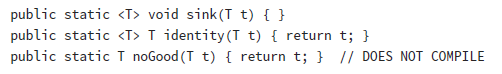 public static <T> void sink(T t) { }
public static <T> T identity(T t) { return t; }
public static T noGood(T t) { return t; }  // DOES NOT COMPILE